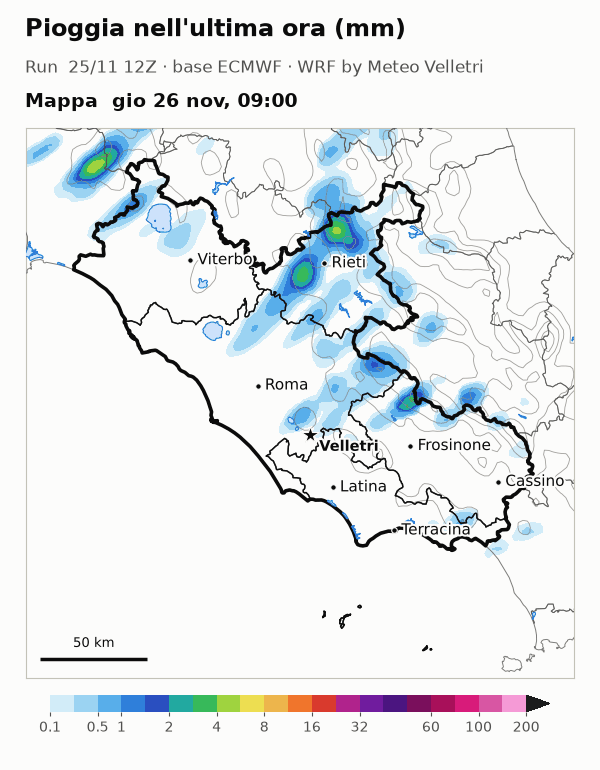 Pioggia nell'ultima ora (mm)
Run  25/11 12Z · base ECMWF · WRF by Meteo Velletri
Mappa  gio 26 nov, 09:00
Viterbo
Rieti
Roma
Velletri
Frosinone
Latina
Cassino
Terracina
50 km
0.1 0.5 1 2 4 8 16 32 60 100 200